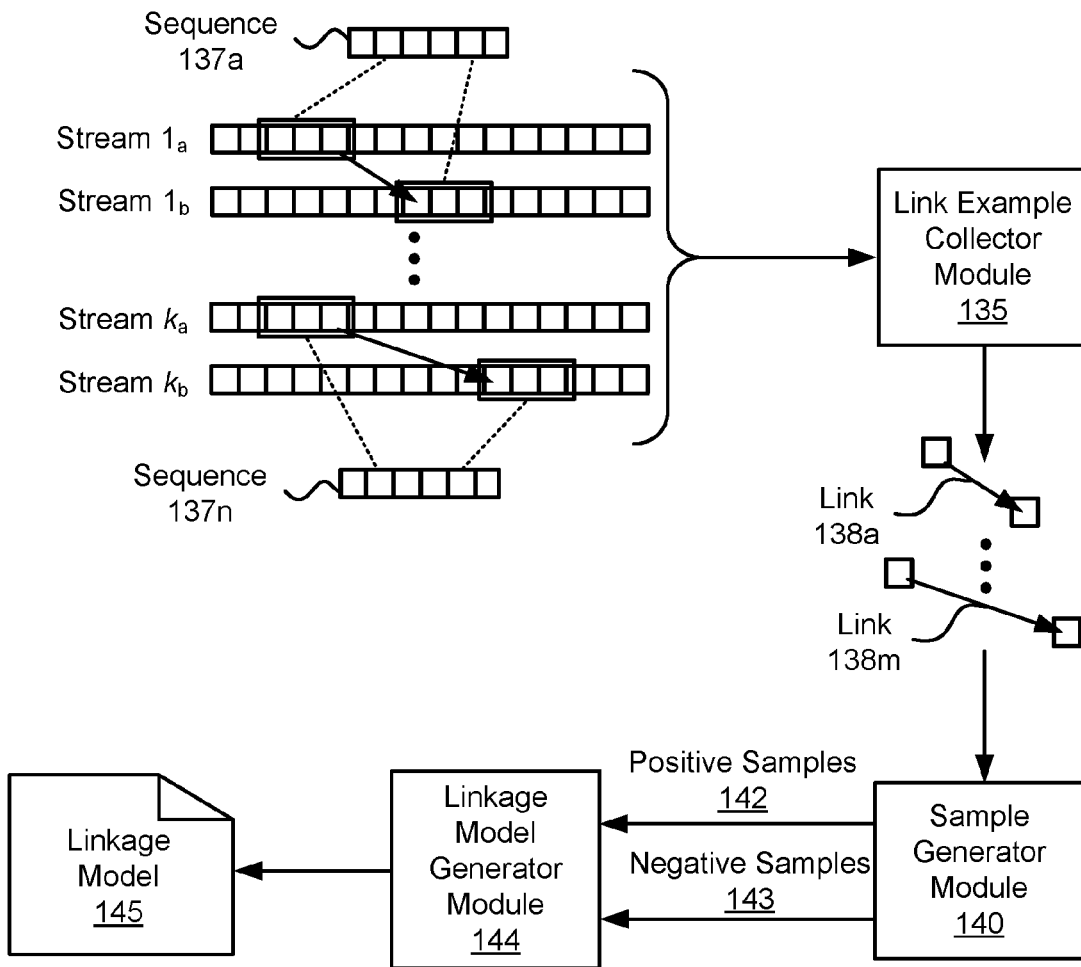 Sequence
137a
Stream 1a
Stream 1b
Stream ka
Stream kb
Sequence
137n
Link Example
Collector
Module
135
Link
138a
Link
138m
Sample
Generator
Module
140
Positive Samples
142
Negative Samples
143
Linkage
Model
Generator
Module
144
Linkage
Model
145